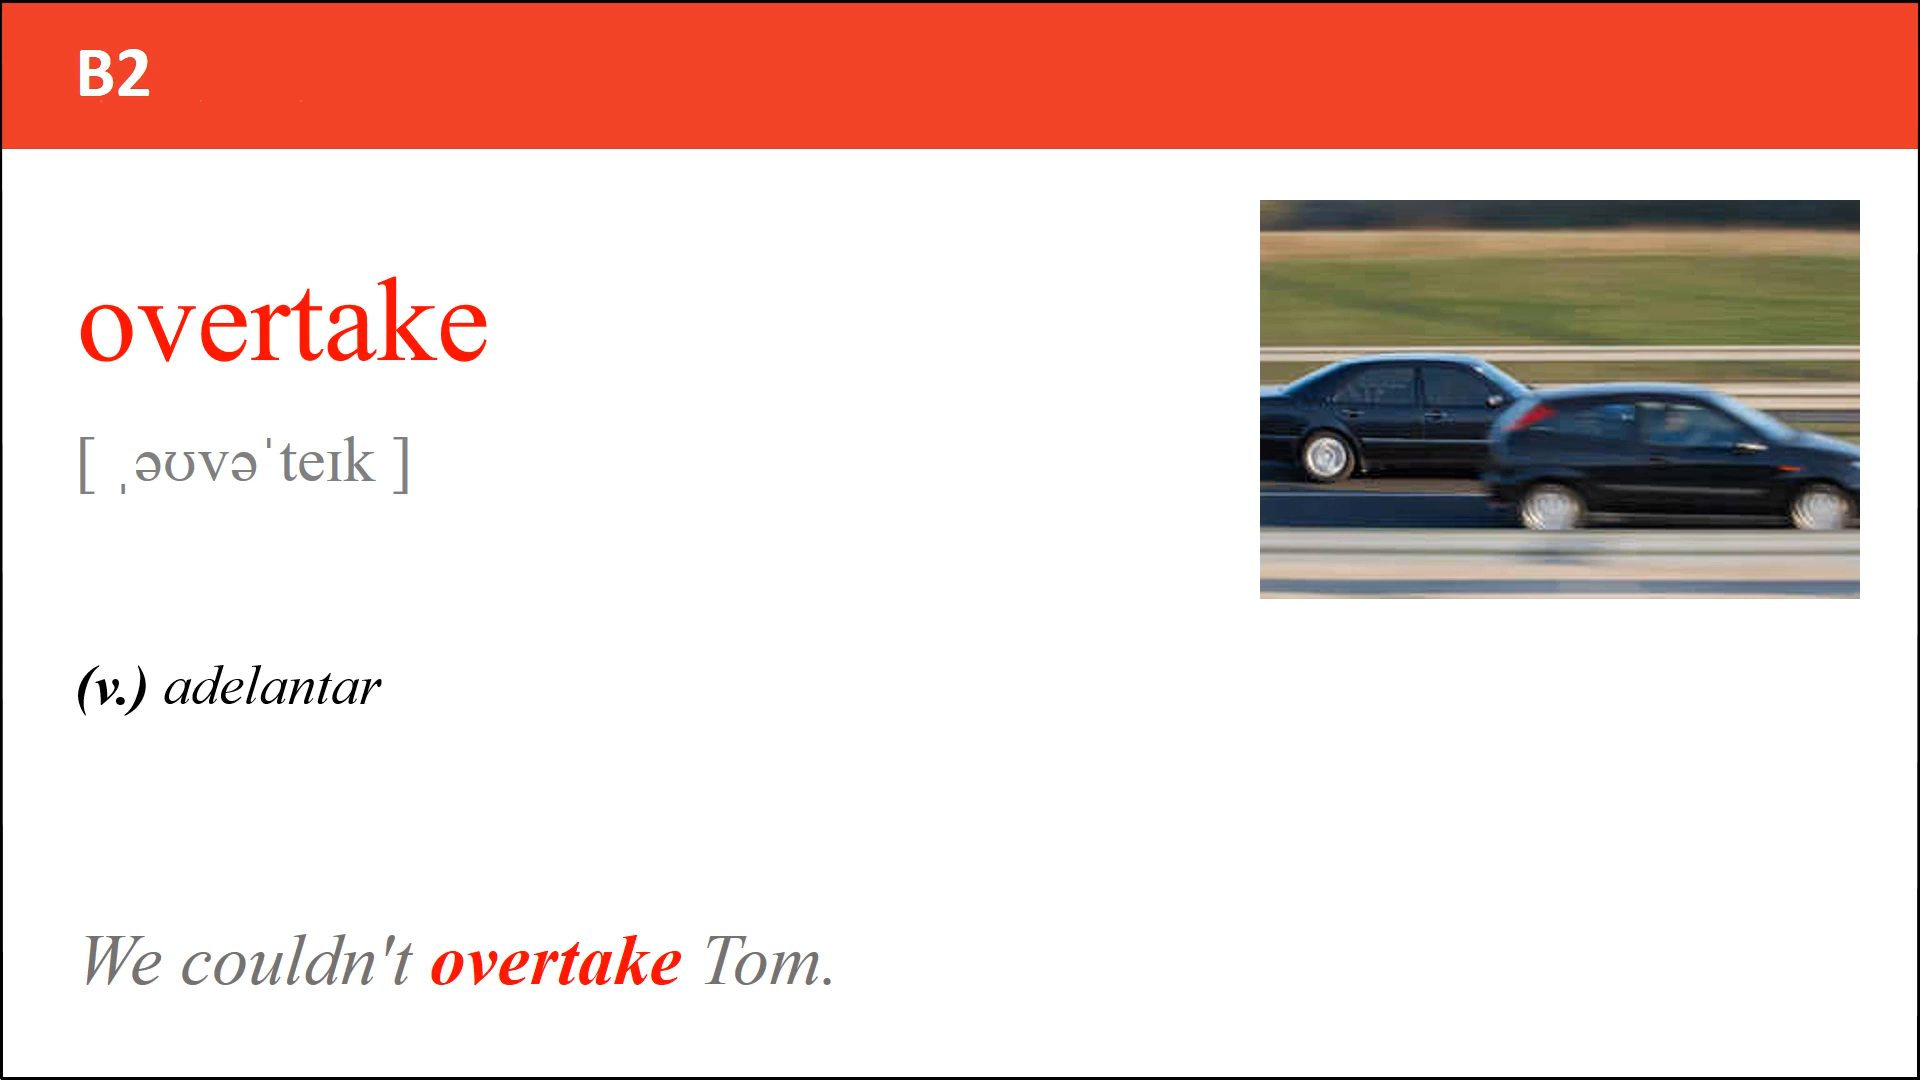 B2
overtake
[ ˌəʊvəˈteɪk ]
(v.) adelantar
We couldn't overtake Tom.